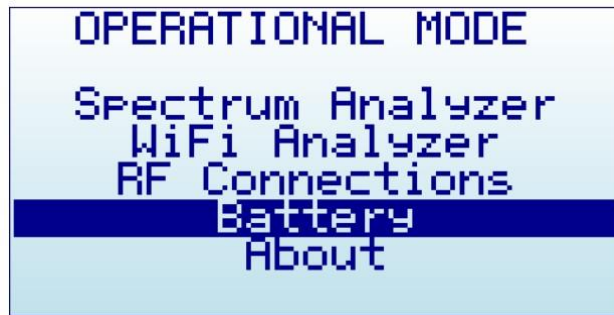 OPERATIONAL MODE
Spectrum Analyzer
WiFi Analyzer
RF Connections
Battery
About